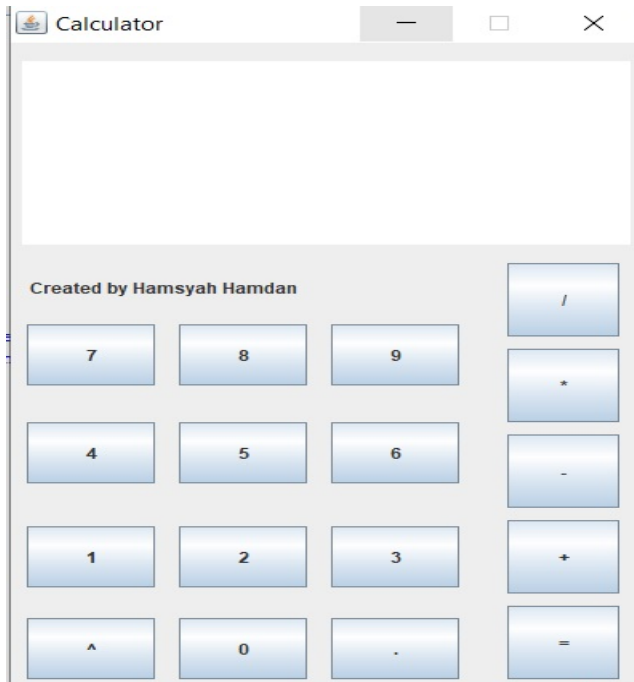 Calculator
Created by Hamsyah Hamdan
/
7 8 9
*
4 5 6
-
1 2 3
+
^ 0 .
=